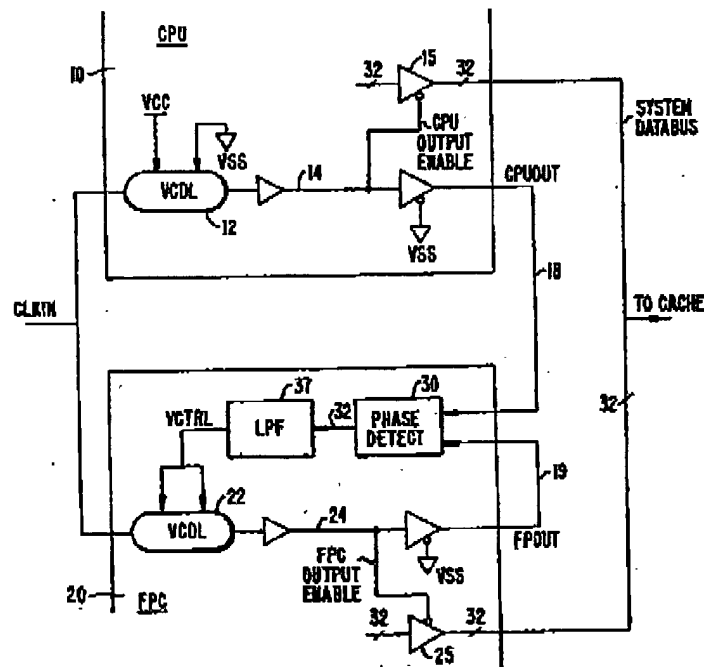 CPU
15
32
32
10
VCC
VSS
CPU
OUTPUT
ENABLE
SYSTEM
DATABUS
VCDL
14
CPUOUT
12
VSS
18
CLKIN
TO CACHE
37
30
32
VCTRL
LPF
32
PHASE
DETECT
22
19
VCDL
24
FPOUT
FPC
OUTPUT
ENABLE
VSS
20
FPC
32
32
25